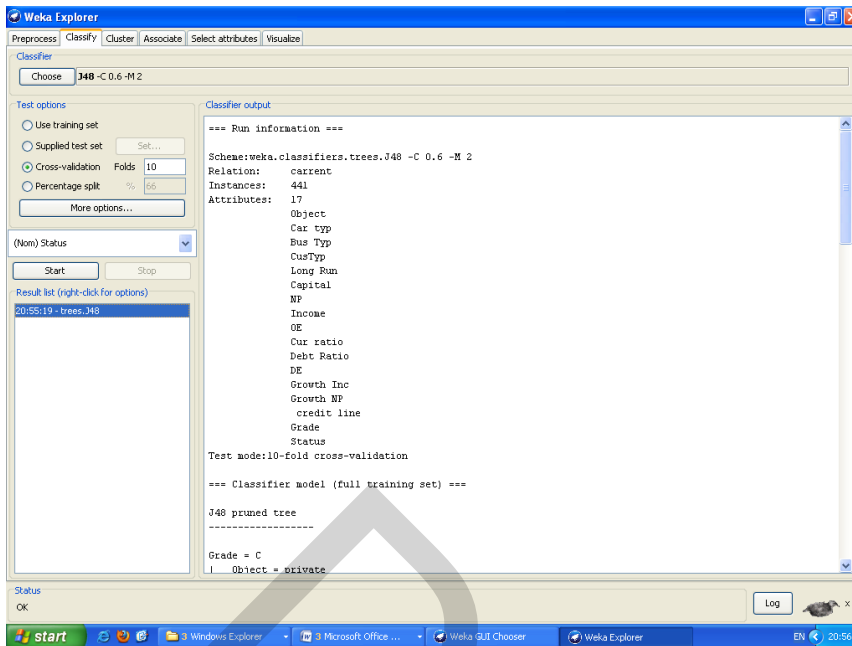 Weka Explorer
Preprocess Classify Cluster Associate Select attributes Visualize
Classifier
Choose J48 -C 0.6 -M 2
Test options
Use training set
Supplied test set Set...
Cross-validation Folds 10
Percentage split % 66
More options...
(Nom) Status
Start Stop
Result list (right-click for options)
20:55:19 - trees.J48
Classifier output
=== Run information ===
Scheme:weka.classifiers.trees.J48 -C 0.6 -M 2
Relation: carrent
Instances: 441
Attributes: 17
Object
Car typ
Bus Typ
CusTyp
Long Run
Capital
NP
Income
OE
Cur ratio
Debt Ratio
DE
Growth Inc
Growth NP
credit line
Grade
Status
Test mode:10-fold cross-validation
=== Classifier model (full training set) ===
J48 pruned tree
------------------
Grade = C
| Object = private
Status
OK
Log
x 
start 3 Windows Explorer 3 Microsoft Office ... Weka GUI Chooser Weka Explorer EN 20:56